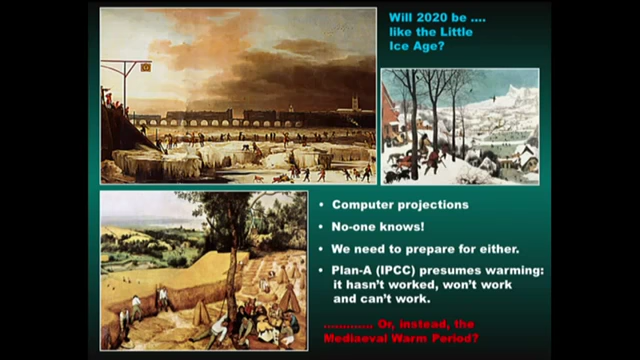 Will 2020 be ....
like the Little
Ice Age?
• Computer projections
• No-one knows!
• We need to prepare for either.
• Plan-A (IPCC) presumes warming:
it hasn't worked, won't work
and can't work.
............. Or, instead, the
Mediaeval Warm Period?